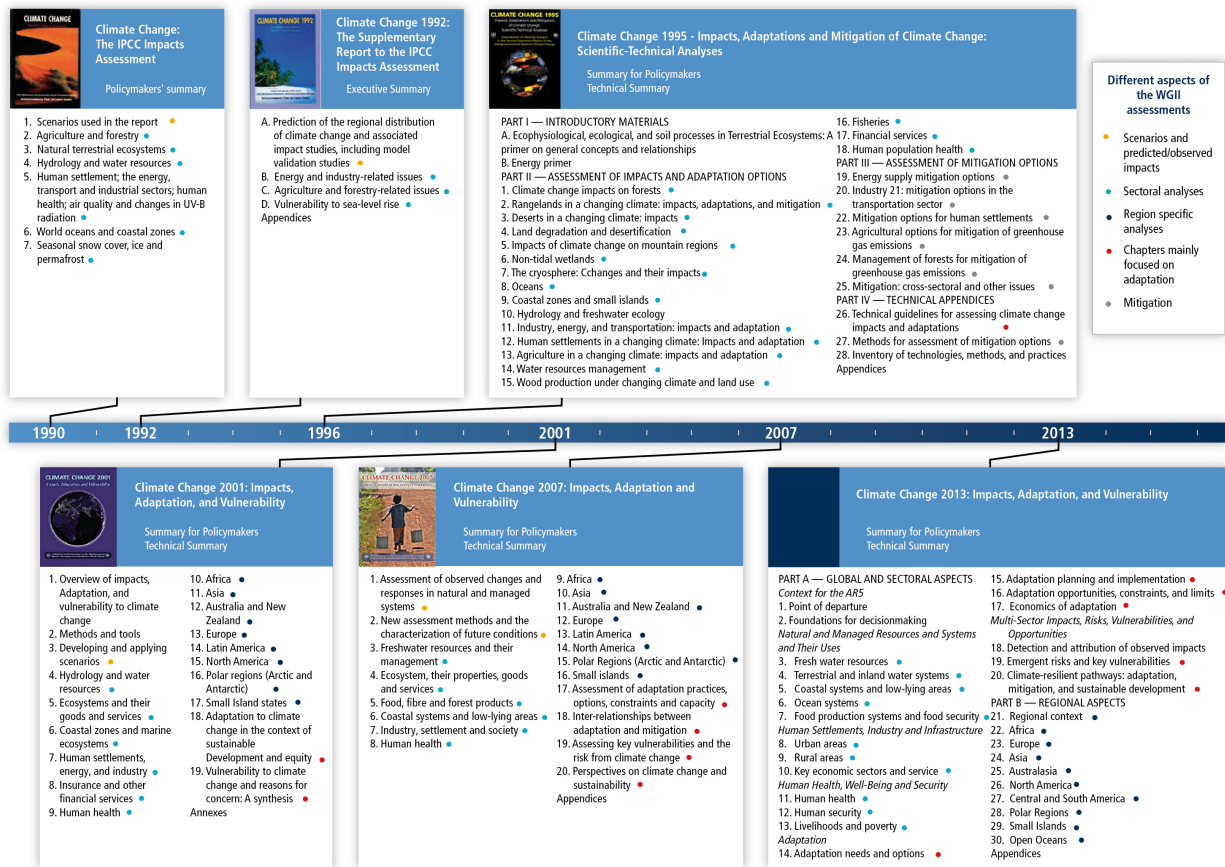 CLIMATE CHANGE
Climate Change:
The IPCC Impacts
Assessment
Policymakers' summary
1. Scenarios used in the report
2. Agriculture and forestry
3. Natural terrestrial ecosystems
4. Hydrology and water resources
5. Human settlement; the energy,
transport and industrial sectors; human
health; air quality and changes in UV-B
radiation
6. World oceans and coastal zones
7. Seasonal snow cover, ice and
permafrost
CLIMATE CHANGE 1992
Climate Change 1992:
The Supplementary
Report to the IPCC
Impacts Assessment
Executive Summary
A. Prediction of the regional distribution
of climate change and associated
impact studies, including model
validation studies
B. Energy and industry-related issues
C. Agriculture and forestry-related issues
D. Vulnerability to sea-level rise
Appendices
CLIMATE CHANGE 1995
Climate Change 1995 - Impacts, Adaptations and Mitigation of Climate Change:
Scientific-Technical Analyses
Summary for Policymakers
Technical Summary
PART I — INTRODUCTORY MATERIALS
A. Ecophysiological, ecological, and soil processes in Terrestrial Ecosystems: A
primer on general concepts and relationships
B. Energy primer
PART II — ASSESSMENT OF IMPACTS AND ADAPTATION OPTIONS
1. Climate change impacts on forests
2. Rangelands in a changing climate: impacts, adaptations, and mitigation
3. Deserts in a changing climate: impacts
4. Land degradation and desertification
5. Impacts of climate change on mountain regions
6. Non-tidal wetlands
7. The cryosphere: Cchanges and their impacts
8. Oceans
9. Coastal zones and small islands
10. Hydrology and freshwater ecology
11. Industry, energy, and transportation: impacts and adaptation
12. Human settlements in a changing climate: Impacts and adaptation
13. Agriculture in a changing climate: impacts and adaptation
14. Water resources management
15. Wood production under changing climate and land use
16. Fisheries
17. Financial services
18. Human population health
PART III — ASSESSMENT OF MITIGATION OPTIONS
19. Energy supply mitigation options
20. Industry 21: mitigation options in the
transportation sector
22. Mitigation options for human settlements
23. Agricultural options for mitigation of greenhouse
gas emissions
24. Management of forests for mitigation of
greenhouse gas emissions
25. Mitigation: cross-sectoral and other issues
PART IV — TECHNICAL APPENDICES
26. Technical guidelines for assessing climate change
impacts and adaptations
27. Methods for assessment of mitigation options
28. Inventory of technologies, methods, and practices
Appendices
Different aspects of
the WGII
assessments
Scenarios and
predicted/observed
impacts
Sectoral analyses
Region specific
analyses
Chapters mainly
focused on
adaptation
Mitigation
1990
1992
1996
2001
2007
2013
CLIMATE CHANGE 2001
Climate Change 2001: Impacts,
Adaptation, and Vulnerability
Summary for Policymakers
Technical Summary
1. Overview of impacts,
Adaptation, and
vulnerability to climate
change
2. Methods and tools
3. Developing and applying
scenarios
4. Hydrology and water
resources
5. Ecosystems and their
goods and services
6. Coastal zones and marine
ecosystems
7. Human settlements,
energy, and industry
8. Insurance and other
financial services
9. Human health
10. Africa
11. Asia
12. Australia and New
Zealand
13. Europe
14. Latin America
15. North America
16. Polar regions (Arctic and
Antarctic)
17. Small Island states
18. Adaptation to climate
change in the context of
sustainable
Development and equity
19. Vulnerability to climate
change and reasons for
concern: A synthesis
Annexes
CLIMATE CHANGE 2007
Climate Change 2007: Impacts, Adaptation and
Vulnerability
Summary for Policymakers
Technical Summary
1. Assessment of observed changes and
responses in natural and managed
systems
2. New assessment methods and the
characterization of future conditions
3. Freshwater resources and their
management
4. Ecosystem, their properties, goods
and services
5. Food, fibre and forest products
6. Coastal systems and low-lying areas
7. Industry, settlement and society
8. Human health
9. Africa
10. Asia
11. Australia and New Zealand
12. Europe
13. Latin America
14. North America
15. Polar Regions (Arctic and Antarctic)
16. Small islands
17. Assessment of adaptation practices,
options, constraints and capacity
18. Inter-relationships between
adaptation and mitigation
19. Assessing key vulnerabilities and the
risk from climate change
20. Perspectives on climate change and
sustainability
Appendices
Climate Change 2013: Impacts, Adaptation, and Vulnerability
Summary for Policymakers
Technical Summary
PART A — GLOBAL AND SECTORAL ASPECTS
Context for the AR5
1. Point of departure
2. Foundations for decisionmaking
Natural and Managed Resources and Systems
and Their Uses
3. Fresh water resources
4. Terrestrial and inland water systems
5. Coastal systems and low-lying areas
6. Ocean systems
7. Food production systems and food security
Human Settlements, Industry and Infrastructure
8. Urban areas
9. Rural areas
10. Key economic sectors and service
Human Health, Well-Being and Security
11. Human health
12. Human security
13. Livelihoods and poverty
Adaptation
14. Adaptation needs and options
15. Adaptation planning and implementation
16. Adaptation opportunities, constraints, and limits
17. Economics of adaptation
Multi-Sector Impacts, Risks, Vulnerabilities, and
Opportunities
18. Detection and attribution of observed impacts
19. Emergent risks and key vulnerabilities
20. Climate-resilient pathways: adaptation,
mitigation, and sustainable development
PART B — REGIONAL ASPECTS
21. Regional context
22. Africa
23. Europe
24. Asia
25. Australasia
26. North America
27. Central and South America
28. Polar Regions
29. Small Islands
30. Open Oceans
Appendices